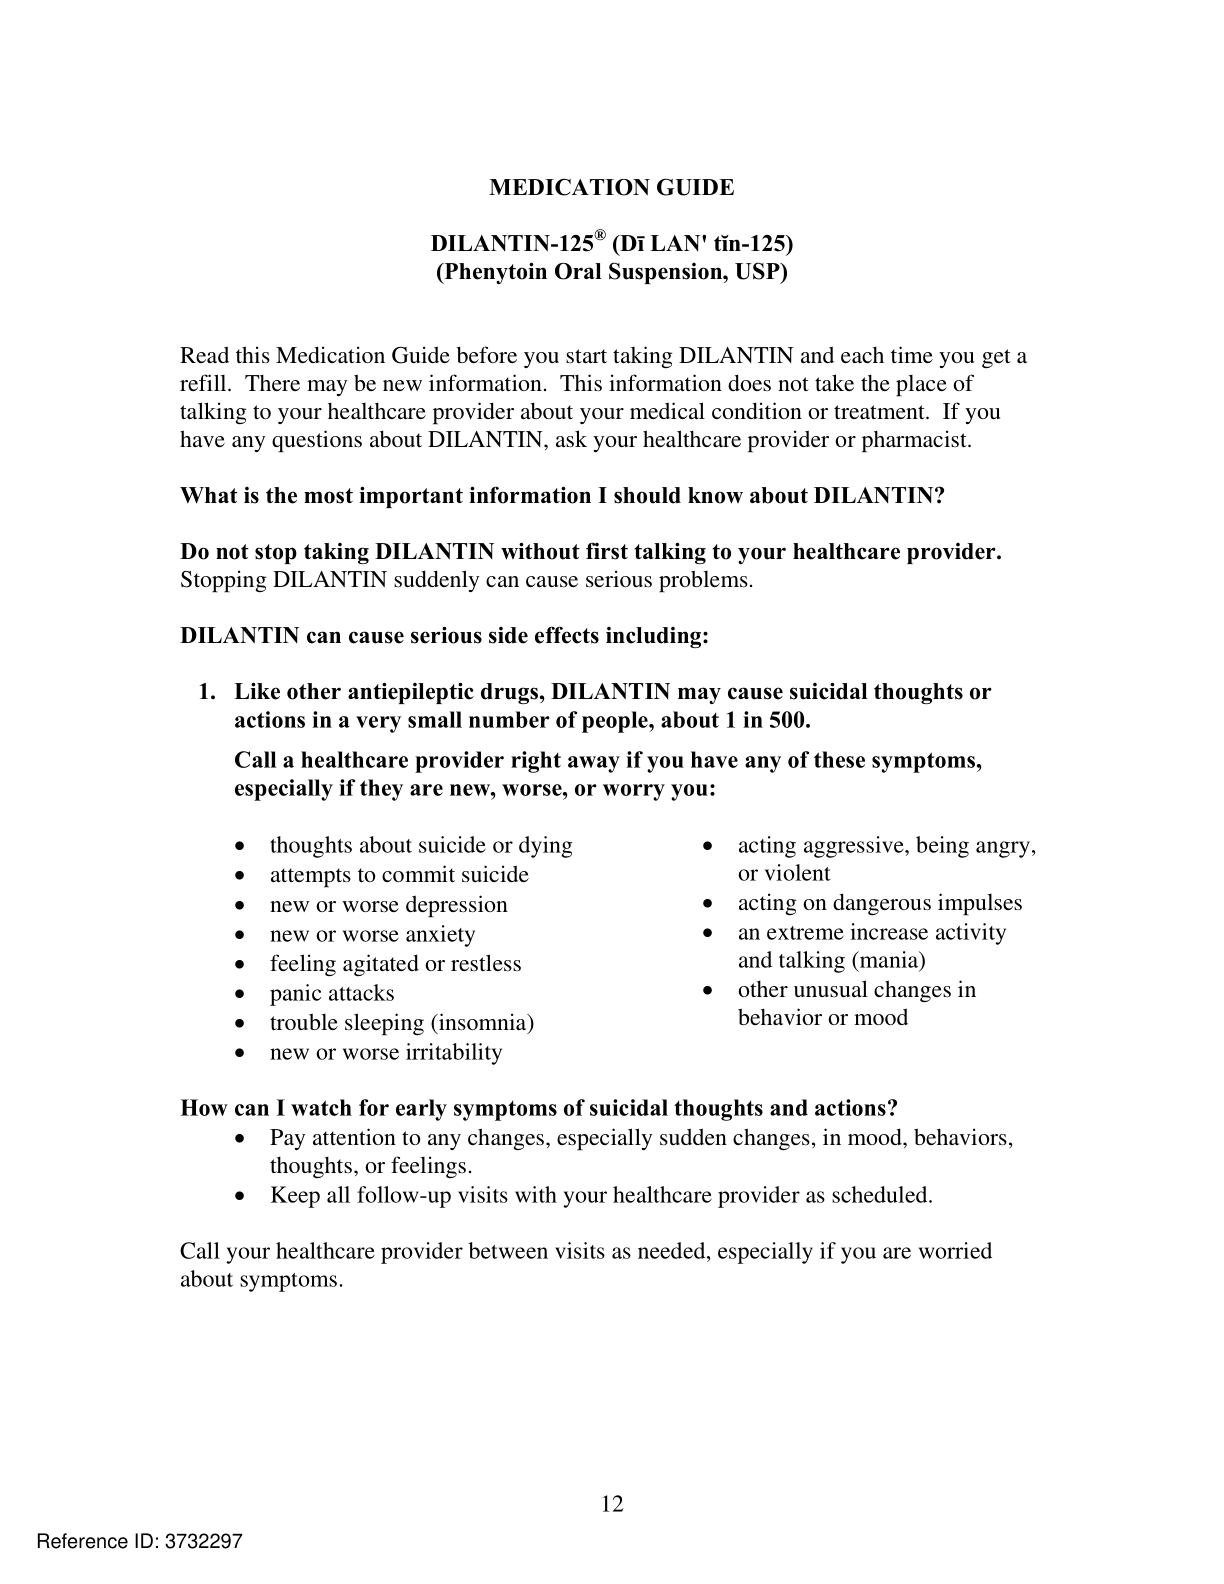 MEDICATION GUIDE
DILANTIN-125® (Dī LAN' tĭn-125)
(Phenytoin Oral Suspension, USP)
Read this Medication Guide before you start taking DILANTIN and each time you get a
refill.  There may be new information.  This information does not take the place of
talking to your healthcare provider about your medical condition or treatment.  If you
have any questions about DILANTIN, ask your healthcare provider or pharmacist.
What is the most important information I should know about DILANTIN?
Do not stop taking DILANTIN without first talking to your healthcare provider.
Stopping DILANTIN suddenly can cause serious problems.
DILANTIN can cause serious side effects including:
1. Like other antiepileptic drugs, DILANTIN may cause suicidal thoughts or
actions in a very small number of people, about 1 in 500.
Call a healthcare provider right away if you have any of these symptoms,
especially if they are new, worse, or worry you:
• thoughts about suicide or dying
• attempts to commit suicide
• new or worse depression
• new or worse anxiety
• feeling agitated or restless
• panic attacks
• trouble sleeping (insomnia)
• new or worse irritability
• acting aggressive, being angry,
or violent
• acting on dangerous impulses
• an extreme increase activity
and talking (mania)
• other unusual changes in
behavior or mood
How can I watch for early symptoms of suicidal thoughts and actions?
• Pay attention to any changes, especially sudden changes, in mood, behaviors,
thoughts, or feelings.
• Keep all follow-up visits with your healthcare provider as scheduled.
Call your healthcare provider between visits as needed, especially if you are worried
about symptoms.
12
Reference ID: 3732297